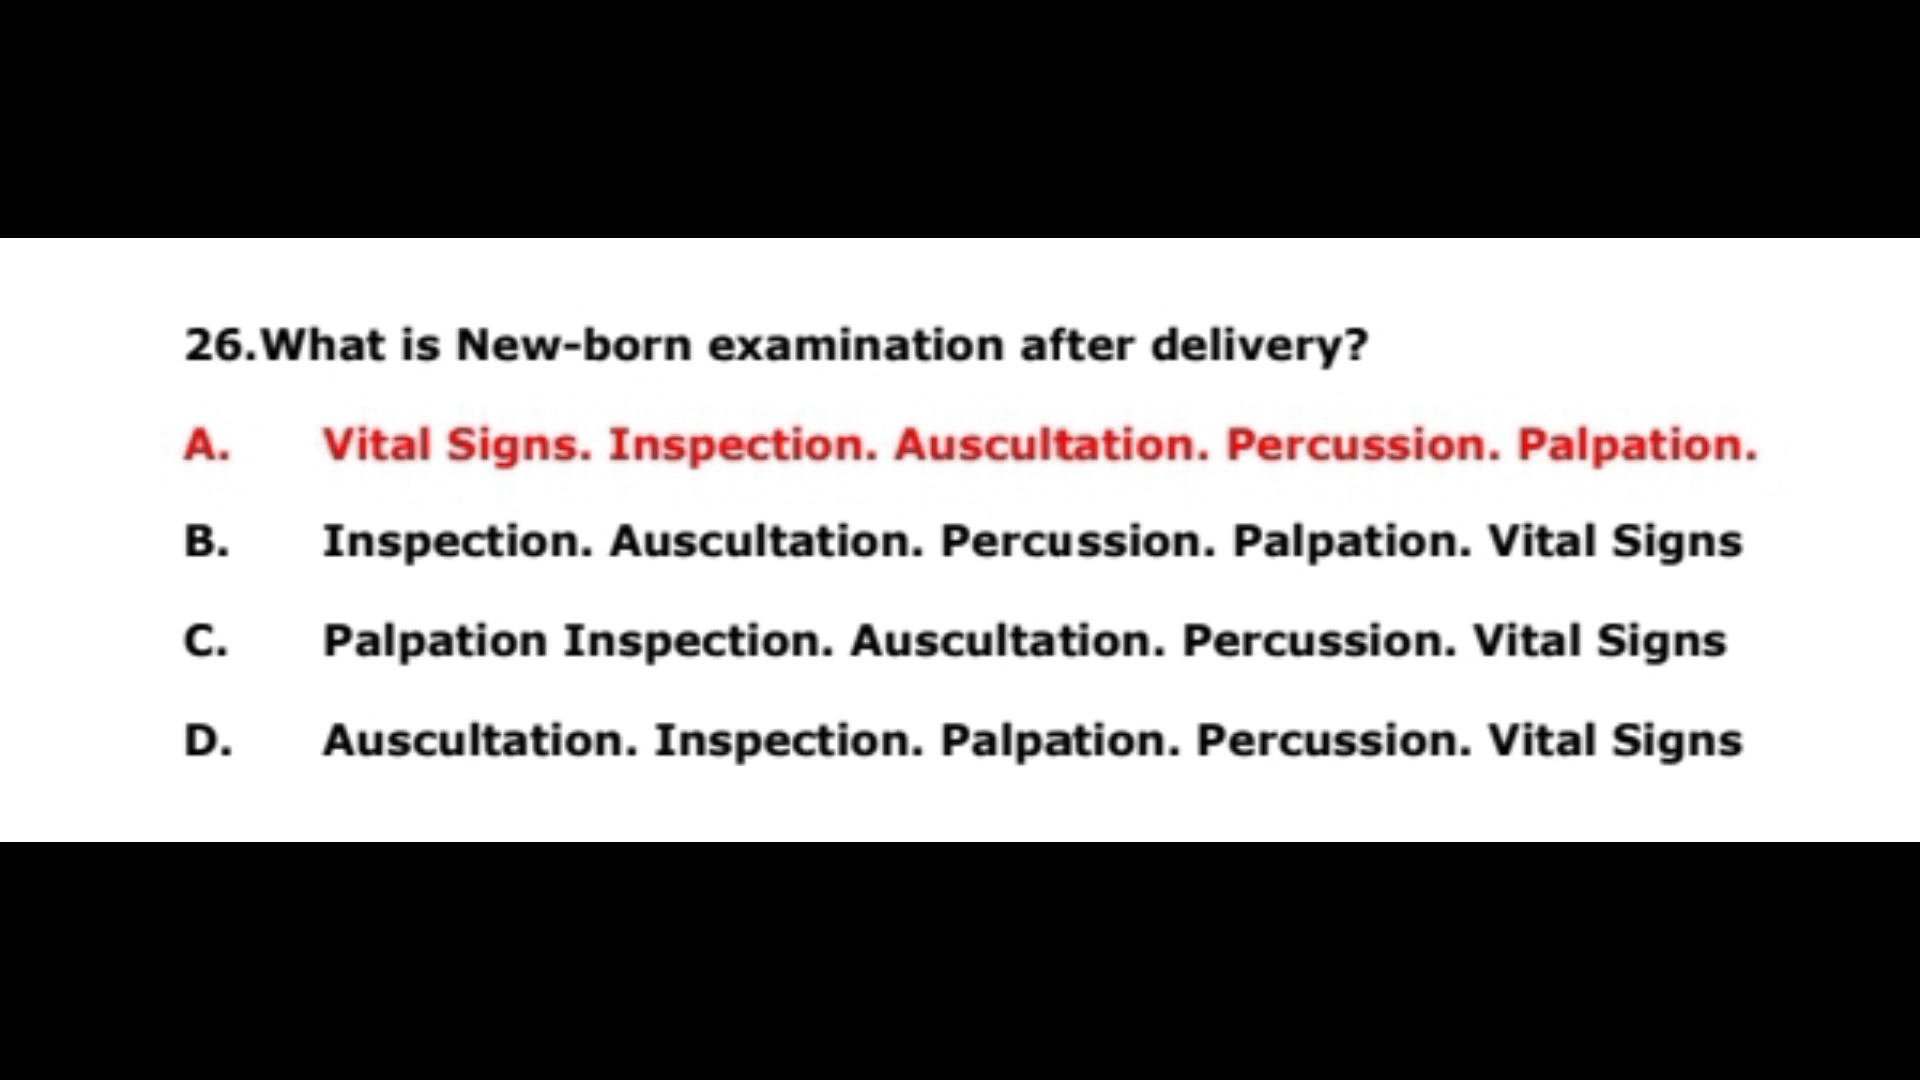 26.What is New-born examination after delivery?
A. Vital Signs. Inspection. Auscultation. Percussion. Palpation.
B. Inspection. Auscultation. Percussion. Palpation. Vital Signs
C. Palpation Inspection. Auscultation. Percussion. Vital Signs
D. Auscultation. Inspection. Palpation. Percussion. Vital Signs